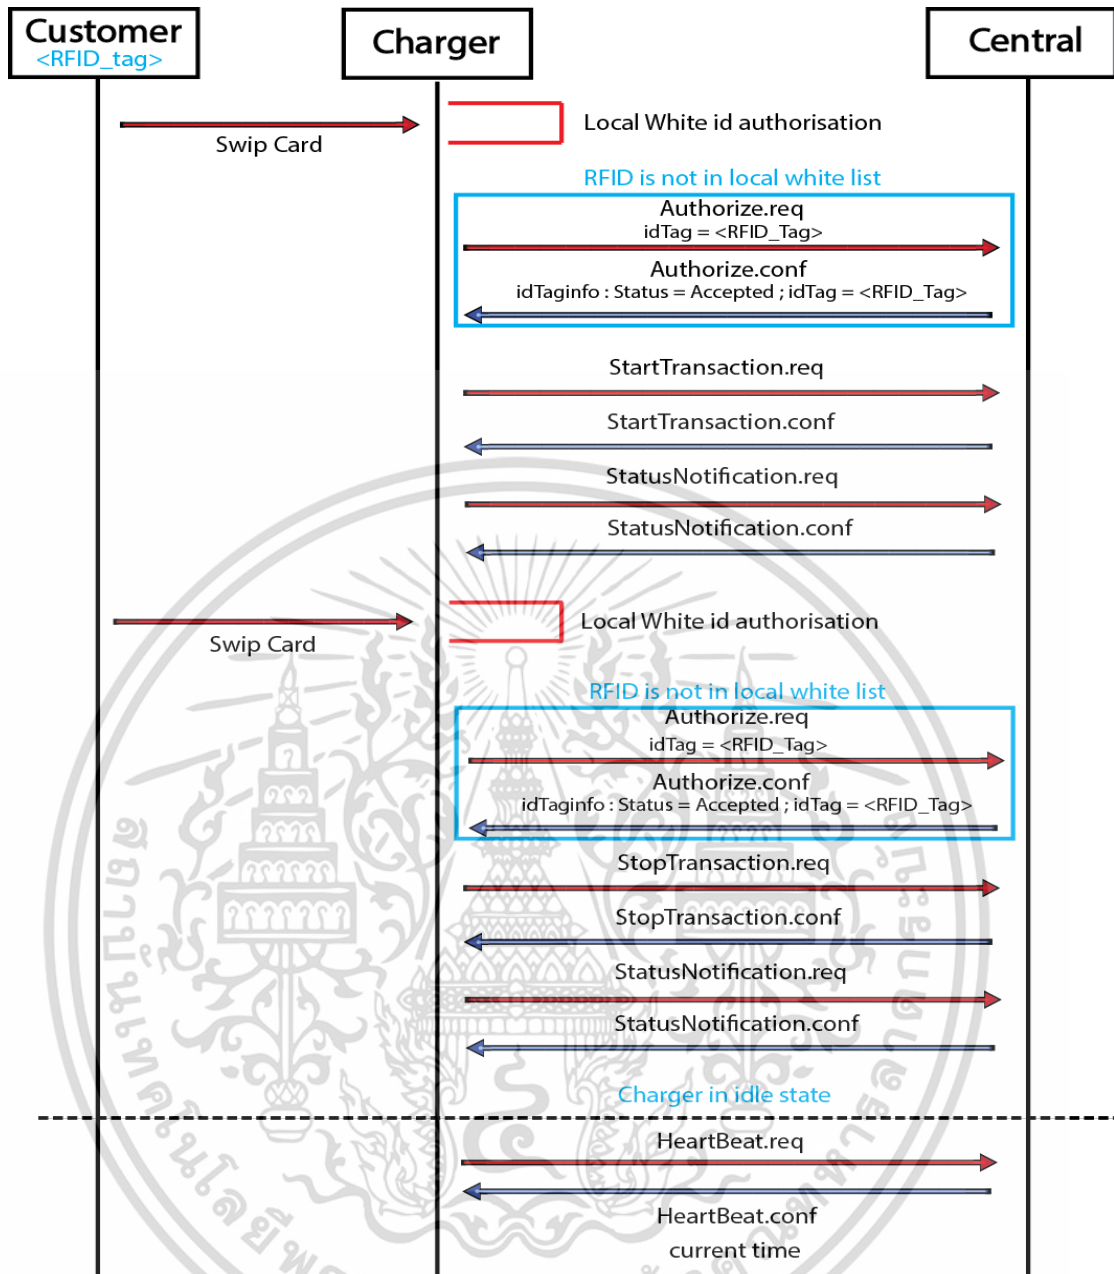 Customer
<RFID_tag>
Charger
Central
Swip Card
Local White id authorisation
RFID is not in local white list
Authorize.req
idTag = <RFID_Tag>
Authorize.conf
idTaginfo : Status = Accepted ; idTag = <RFID_Tag>
StartTransaction.req
StartTransaction.conf
StatusNotification.req
StatusNotification.conf
Swip Card
Local White id authorisation
RFID is not in local white list
Authorize.req
idTag = <RFID_Tag>
Authorize.conf
idTaginfo : Status = Accepted ; idTag = <RFID_Tag>
StopTransaction.req
StopTransaction.conf
StatusNotification.req
StatusNotification.conf
Charger in idle state
HeartBeat.req
HeartBeat.conf
current time